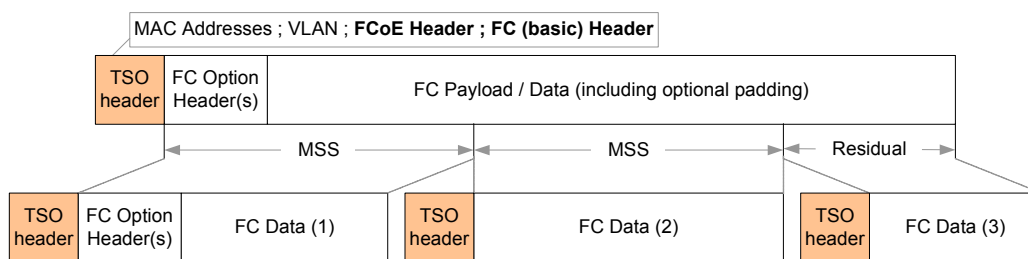 MAC Addresses ; VLAN ; FCoE Header ; FC (basic) Header
TSO header
FC Option Header(s)
FC Payload / Data (including optional padding)
MSS
MSS
Residual
TSO header
FC Option Header(s)
FC Data (1)
TSO header
FC Data (2)
TSO header
FC Data (3)